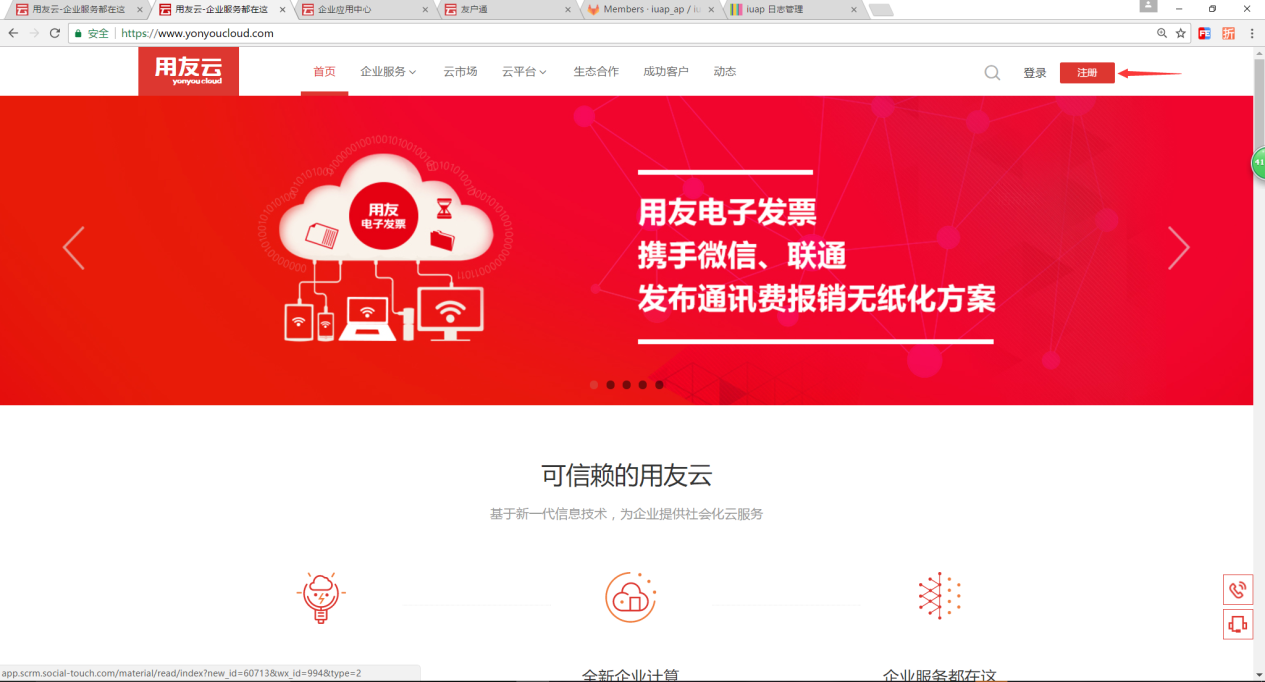 用友云-企业服务都在这
用友云-企业服务都在这
企业应用中心
友户通
Members · iuap_ap / iu
iuap 日志管理
安全
https://www.yonyoucloud.com
折
用友云
yonyou cloud
首页
企业服务
云市场
云平台
生态合作
成功客户
动态
登录
注册
41
用友
电子发票
用友电子发票
携手微信、联通
发布通讯费报销无纸化方案
可信赖的用友云
基于新一代信息技术，为企业提供社会化云服务
全新企业计算
企业服务都在这
app.scrm.social-touch.com/material/read/index?new_id=60713&wx_id=994&type=2